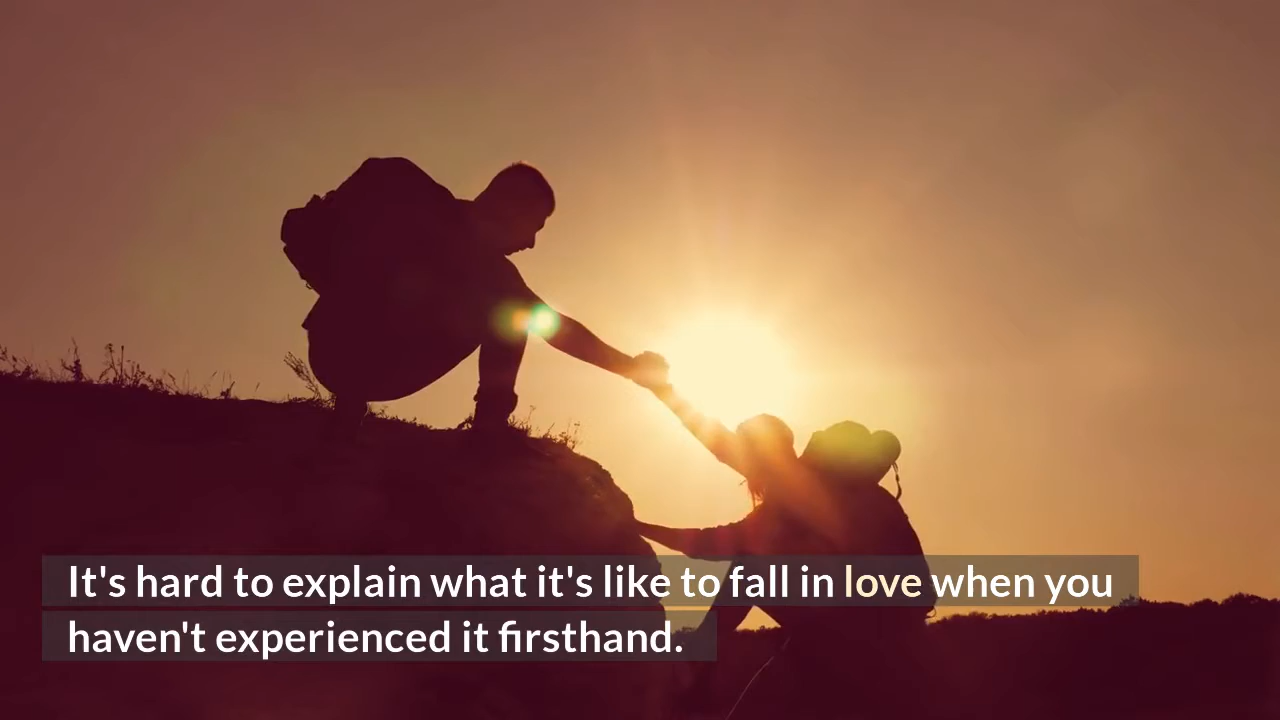 It's hard to explain what it's like to fall in love when you
haven't experienced it firsthand.